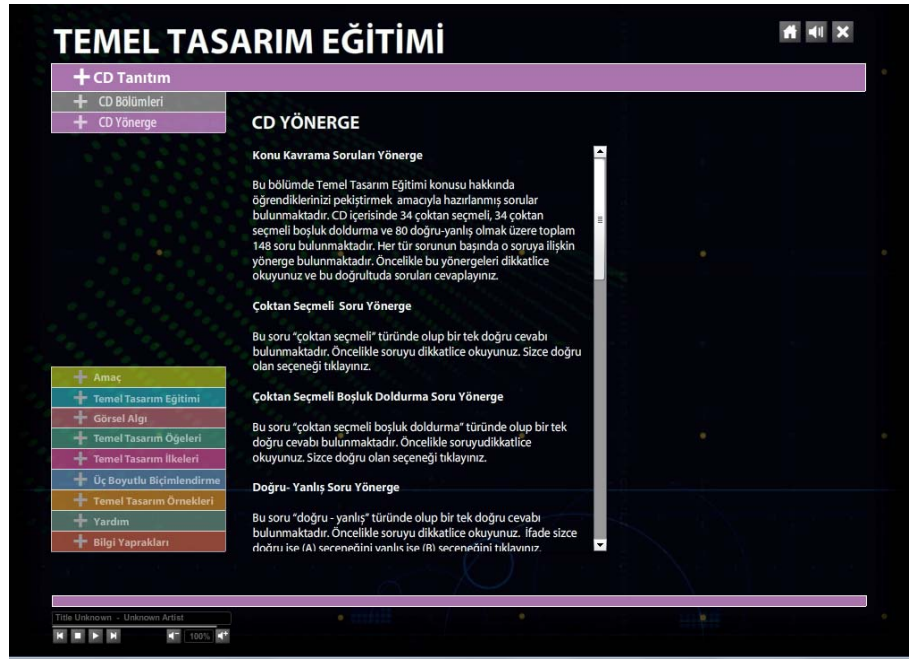 TEMEL TASARIM EĞİTİMİ
CD Tanıtım
CD Bölümleri
CD Yönerge
CD YÖNERGE
Konu Kavrama Soruları Yönerge
Bu bölümde Temel Tasarım Eğitimi konusu hakkında
öğrendiklerinizi pekiştirmek amacıyla hazırlanmış sorular
bulunmaktadır. CD içerisinde 34 çoktan seçmeli, 34 çoktan
seçmeli boşluk doldurma ve 80 doğru-yanlış olmak üzere toplam
148 soru bulunmaktadır. Her tür sorunun başında o soruya ilişkin
yönerge bulunmaktadır. Öncelikle bu yönergeleri dikkatlice
okuyunuz ve bu doğrultuda soruları cevaplayınız.
Çoktan Seçmeli Soru Yönerge
Bu soru “çoktan seçmeli” türünde olup bir tek doğru cevabı
bulunmaktadır. Öncelikle soruyu dikkatlice okuyunuz. Sizce doğru
olan seçeneği tıklayınız.
Çoktan Seçmeli Boşluk Doldurma Soru Yönerge
Bu soru “çoktan seçmeli boşluk doldurma” türünde olup bir tek
doğru cevabı bulunmaktadır. Öncelikle soruyudikkatlice
okuyunuz. Sizce doğru olan seçeneği tıklayınız.
Doğru- Yanlış Soru Yönerge
Bu soru “doğru - yanlış” türünde olup bir tek doğru cevabı
bulunmaktadır. Öncelikle soruyu dikkatlice okuyunuz. İfade sizce
doğru ise (A) seçeneğini yanlış ise (B) seçeneğini tıklayınız.
Amaç
Temel Tasarım Eğitimi
Görsel Algı
Temel Tasarım Öğeleri
Temel Tasarım İlkeleri
Üç Boyutlu Biçimlendirme
Temel Tasarım Örnekleri
Yardım
Bilgi Yaprakları
Title Unknown - Unknown Artist
100%